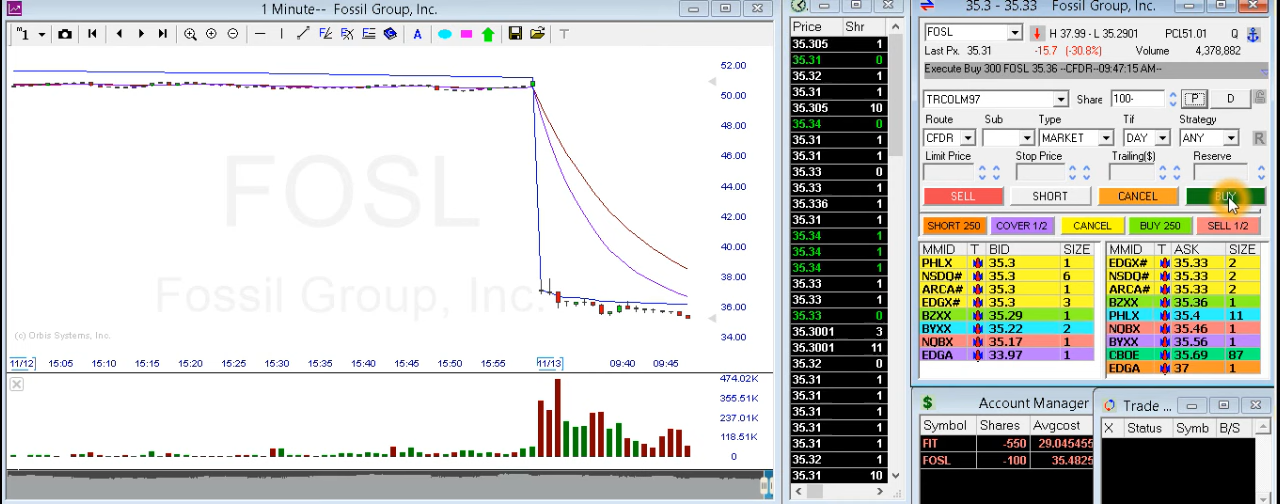 1 Minute-- Fossil Group, Inc.
m1
A
T
52.00
50.00
48.00
46.00
44.00
42.00
40.00
38.00
36.00
34.00
FOSL
Fossil Group, Inc.
(c) Orbis Systems, Inc.
11/12 15:05 15:10 15:15 15:20 15:25 15:30 15:35 15:40 15:45 15:50 15:55 11/13 09:40 09:45
474.02K
355.51K
237.01K
118.51K
0
Price Shr
35.305 1
35.31 0
35.32 1
35.31 1
35.305 10
35.34 0
35.31 1
35.31 1
35.33 0
35.33 1
35.336 1
35.31 1
35.34 1
35.34 1
35.34 1
35.33 1
35.33 1
35.33 0
35.3001 3
35.3001 11
35.32 0
35.31 1
35.31 1
35.31 1
35.31 1
35.31 1
35.32 1
35.31 10
35.3 - 35.33 Fossil Group, Inc.
FOSL H 37.99 - L 35.2901 PCL51.01 Q
Last Px. 35.31 -15.7 (-30.8%) Volume 4,378,882
Execute Buy 300 FOSL 35.36 --CFDR--09:47:15 AM--
TRCOLM97 Share 100- P D
Route Sub Type Tif Strategy
CFDR MARKET DAY ANY R
Limit Price Stop Price Trailing($) Reserve
SELL SHORT CANCEL BUY
SHORT 250 COVER 1/2 CANCEL BUY 250 SELL 1/2
MMID T BID SIZE
PHLX 35.3 1
NSDQ# 35.3 6
ARCA# 35.3 1
EDGX# 35.3 3
BZXX 35.29 1
BYXX 35.22 2
NQBX 35.17 1
EDGA 33.97 1
MMID T ASK SIZE
EDGX# 35.33 2
NSDQ# 35.33 2
ARCA# 35.33 2
BZXX 35.36 1
PHLX 35.4 11
NQBX 35.46 1
BYXX 35.56 1
CBOE 35.69 87
EDGA 37 1
$ Account Manager
Symbol Shares Avgcost
FIT -550 29.045455
FOSL -100 35.4825
Trade ...
X Status Symb B/S